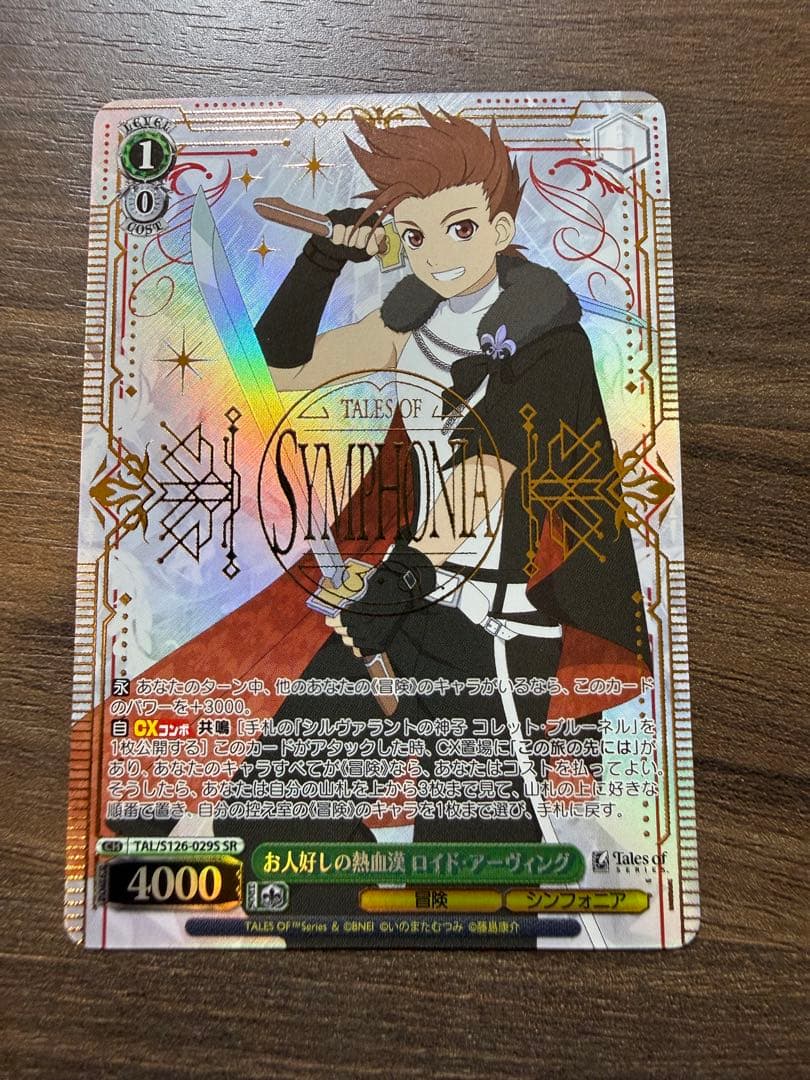 LEVEL
1
0
COST
TALES OF
SYMPHONIA
永 あなたのターン中、他のあなたの《冒険》のキャラがいるなら、このカード
のパワーを+3000。
自 CXコンボ 共鳴 [手札の「シルヴァラントの神子 コレット・ブルーネル」を
1枚公開する] このカードがアタックした時、CX置場に「この旅の先には」が
あり、あなたのキャラすべてが《冒険》なら、あなたはコストを払ってよい。
そうしたら、あなたは自分の山札を上から3枚まで見て、山札の上に好きな
順番で置き、自分の控え室の《冒険》のキャラを1枚まで選び、手札に戻す。
CH TAL/S126-029S SR
お人好しの熱血漢 ロイド・アーヴィング
Tales of
SERIES
4000
冒険
シンフォニア
TALES OF™Series & ©BNEI ©いのまたむつみ ©藤島康介